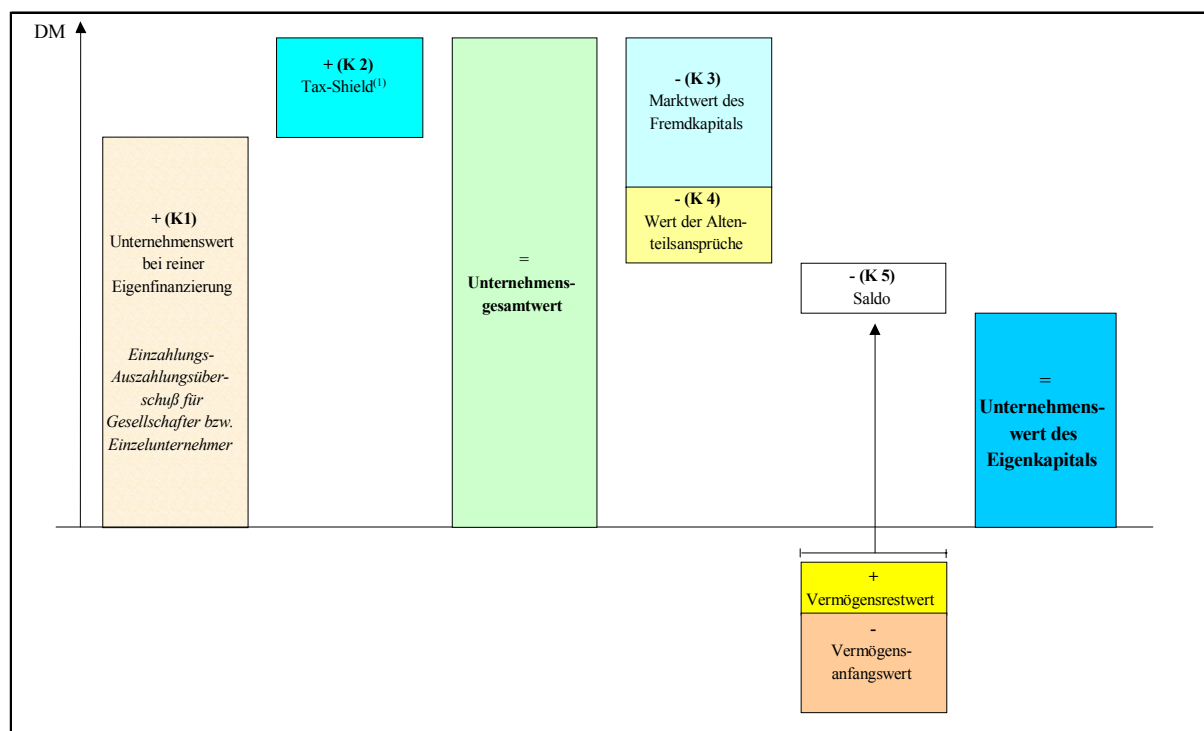 DM
+ (K1)
Unternehmenswert
bei reiner
Eigenfinanzierung
Einzahlungs-
Auszahlungsüber-
schuß für
Gesellschafter bzw.
Einzelunternehmer
+ (K 2)
Tax-Shield(1)
=
Unternehmens-
gesamtwert
- (K 3)
Marktwert des
Fremdkapitals
- (K 4)
Wert der Alten-
teilsansprüche
- (K 5)
Saldo
+
Vermögensrestwert
-
Vermögens-
anfangswert
=
Unternehmens-
wert des
Eigenkapitals